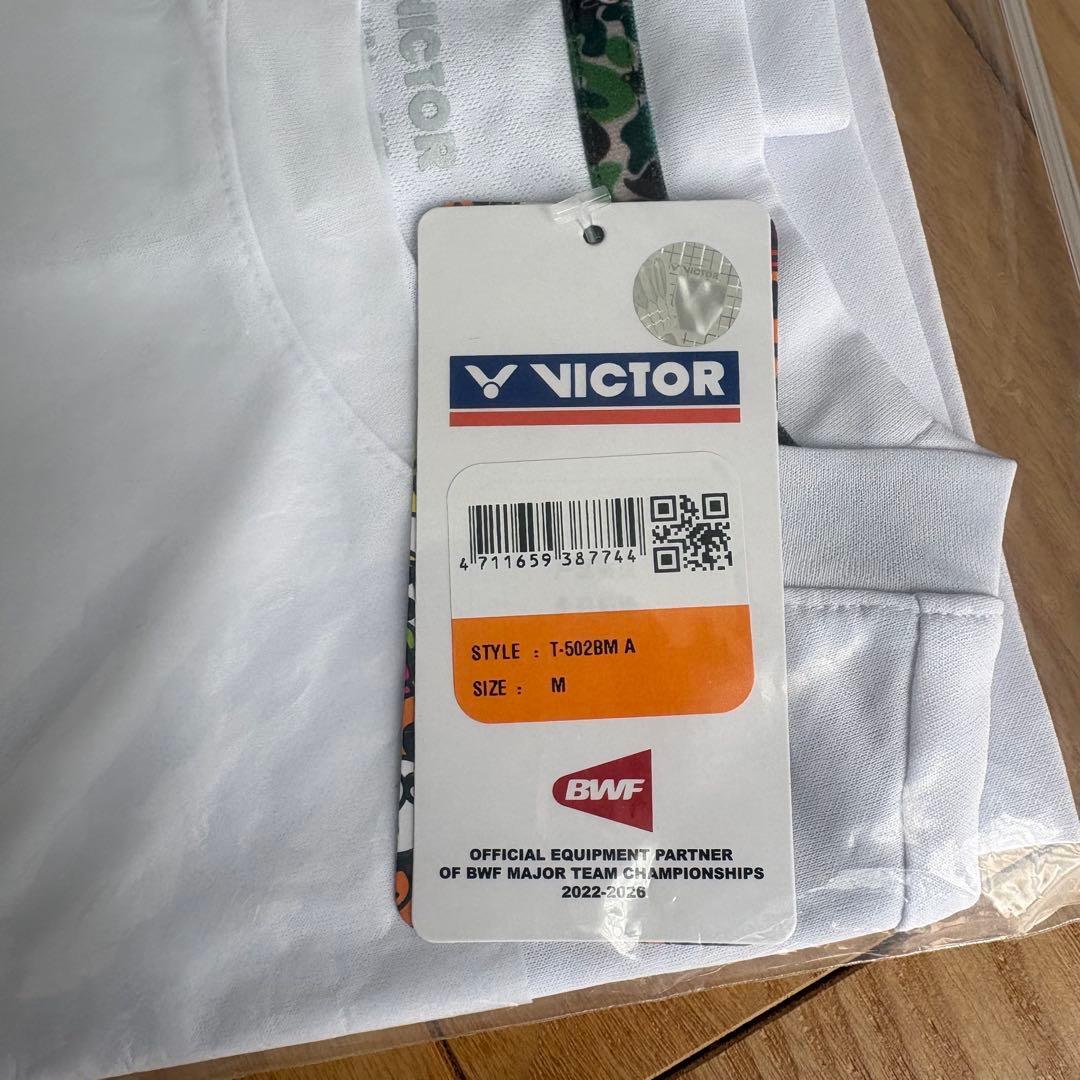 VICTOR
VICTOR
VICTOR
4 711659 387744
STYLE : T-502BM A
SIZE : M
BWF
OFFICIAL EQUIPMENT PARTNER
OF BWF MAJOR TEAM CHAMPIONSHIPS
2022-2026